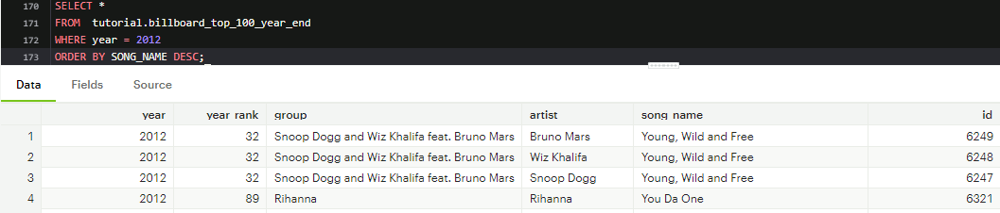 170 SELECT *
171 FROM tutorial.billboard_top_100_year_end
172 WHERE year = 2012
173 ORDER BY SONG_NAME DESC;
Data Fields Source
year year_rank group artist song_name id
1 2012 32 Snoop Dogg and Wiz Khalifa feat. Bruno Mars Bruno Mars Young, Wild and Free 6249
2 2012 32 Snoop Dogg and Wiz Khalifa feat. Bruno Mars Wiz Khalifa Young, Wild and Free 6248
3 2012 32 Snoop Dogg and Wiz Khalifa feat. Bruno Mars Snoop Dogg Young, Wild and Free 6247
4 2012 89 Rihanna Rihanna You Da One 6321